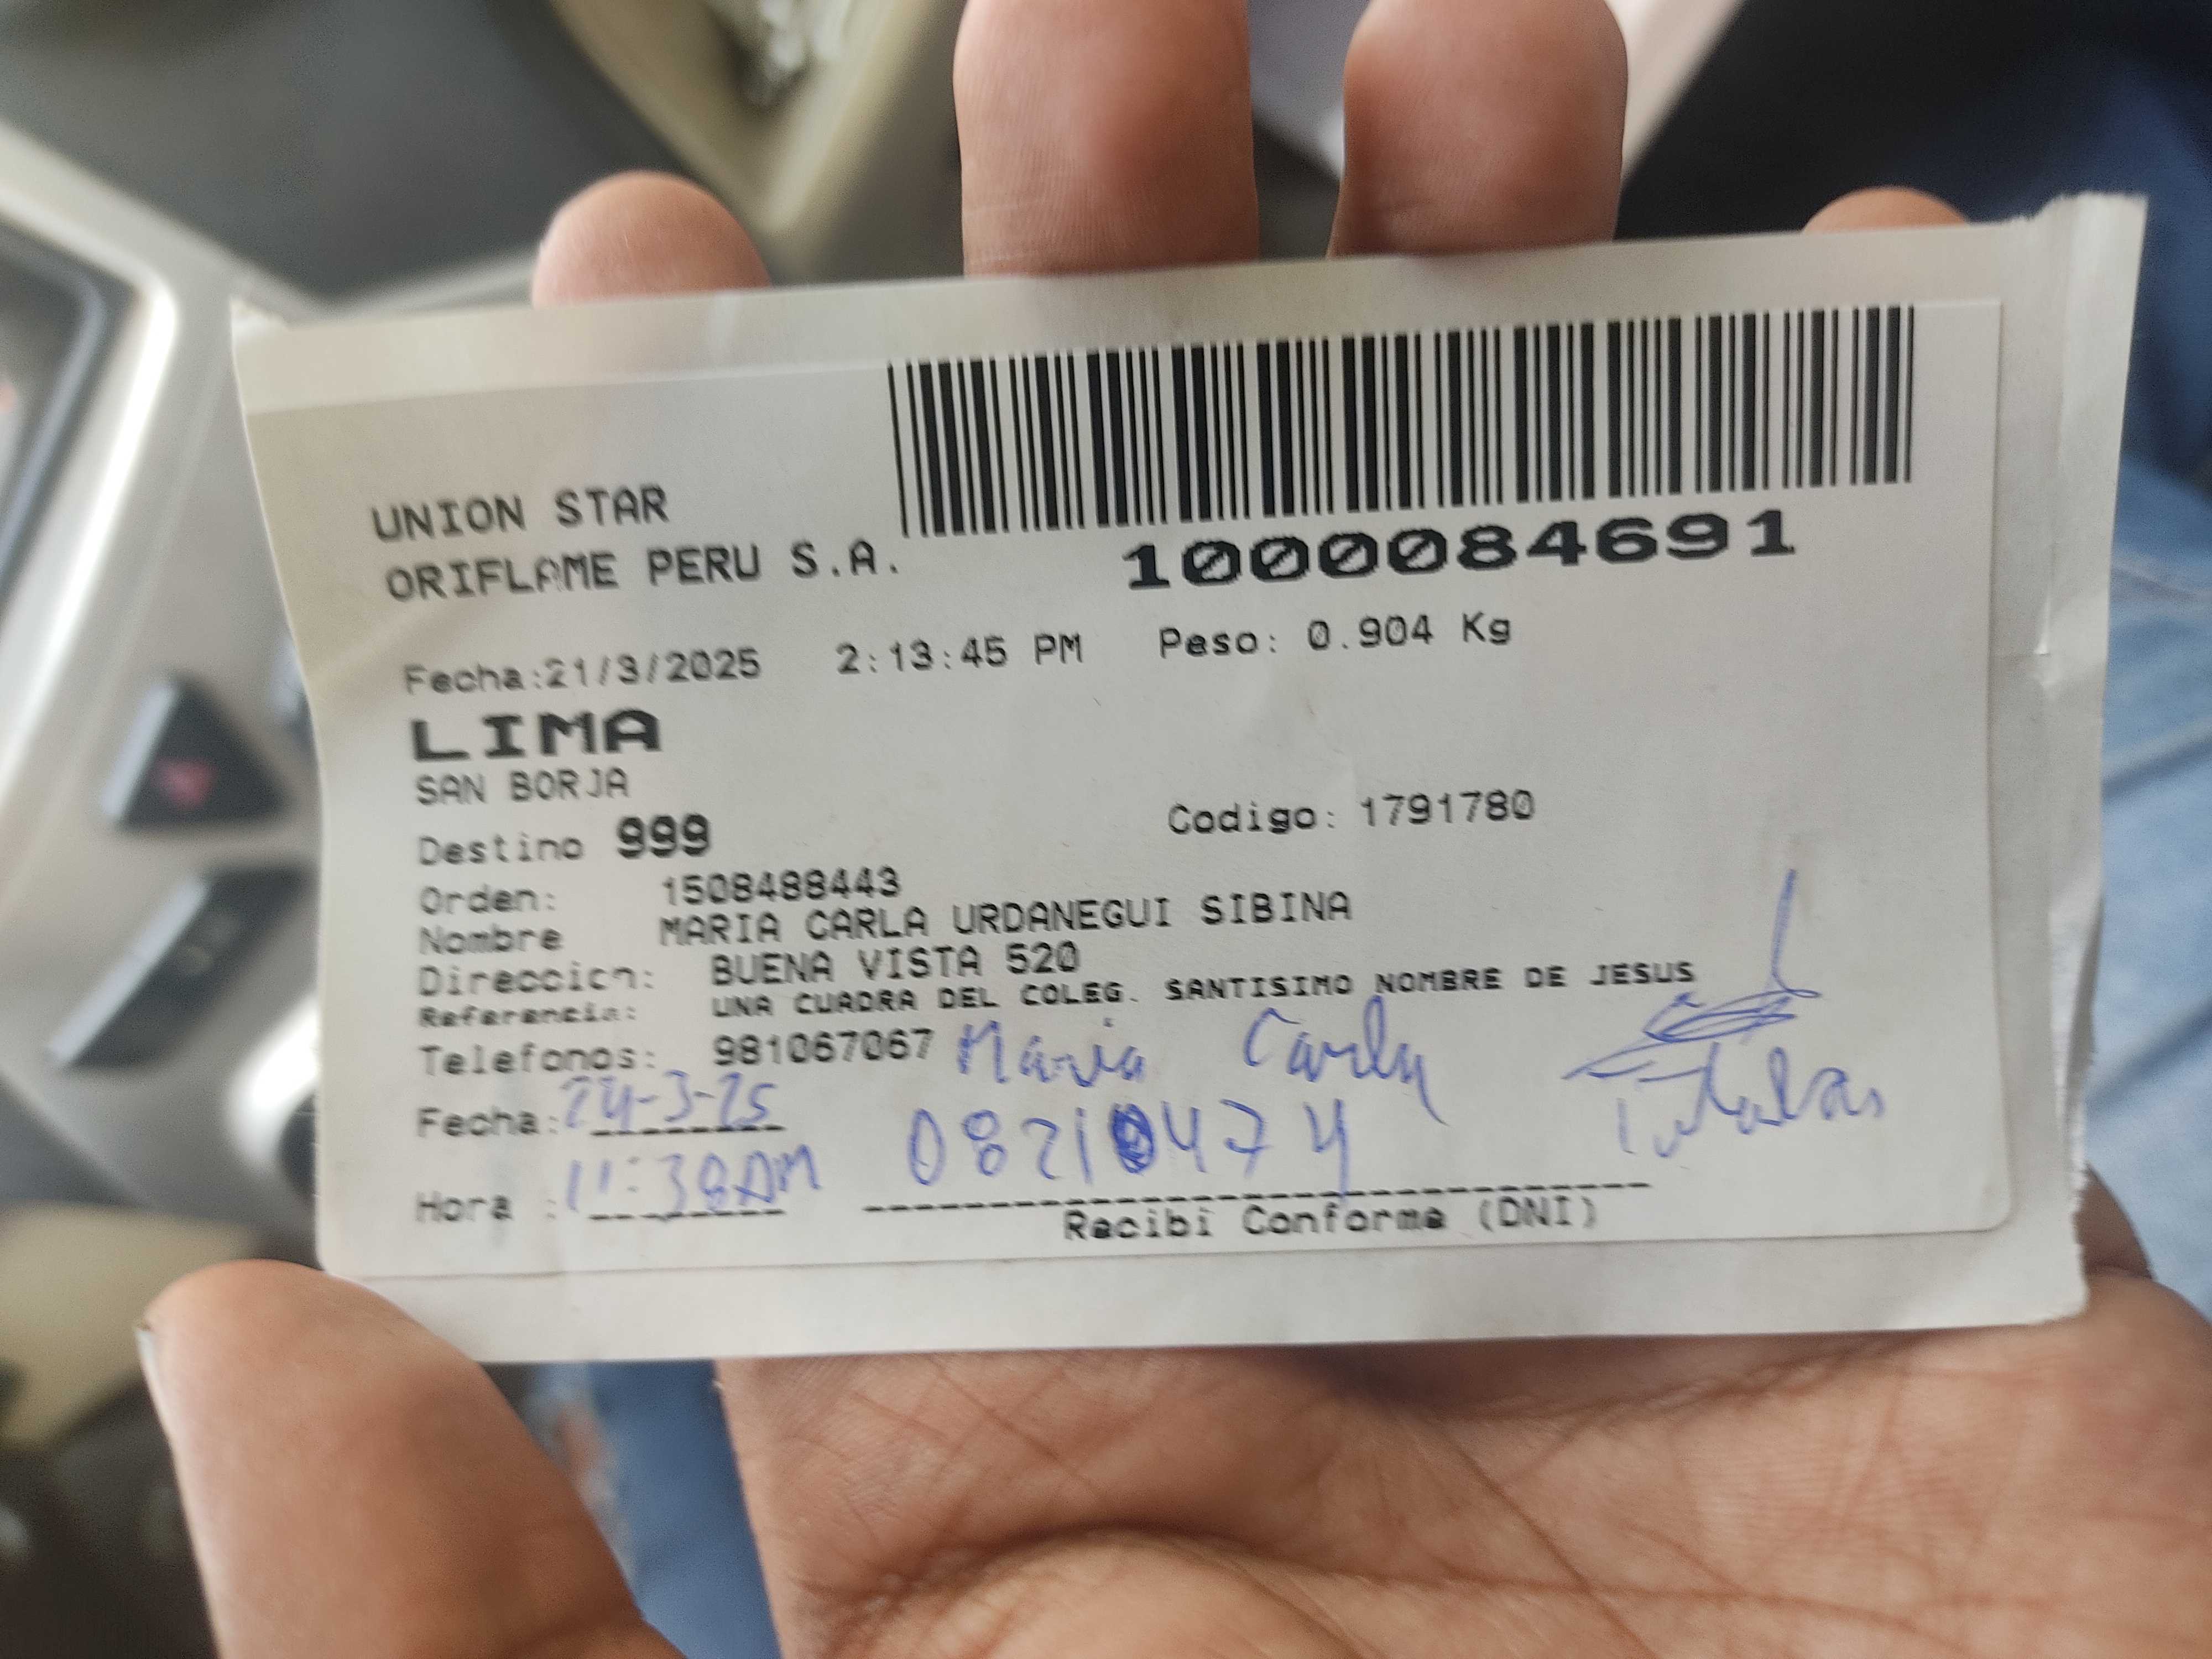 UNION STAR
ORIFLAME PERU S.A.
1000084691
Fecha:21/3/2025 2:13:45 PM Peso: 0.904 Kg
LIMA
SAN BORJA
Destino 999 Codigo: 1791780
Orden: 1508488443
Nombre MARIA CARLA URDANEGUI SIBINA
Direccion: BUENA VISTA 520
Referencia: UNA CUADRA DEL COLEG. SANTISIMO NOMBRE DE JESUS
Telefonos: 981067067 Maria Carla
Fecha: 24-3-25
Hora : 11:38AM 08210474
Recibi Conforme (DNI)